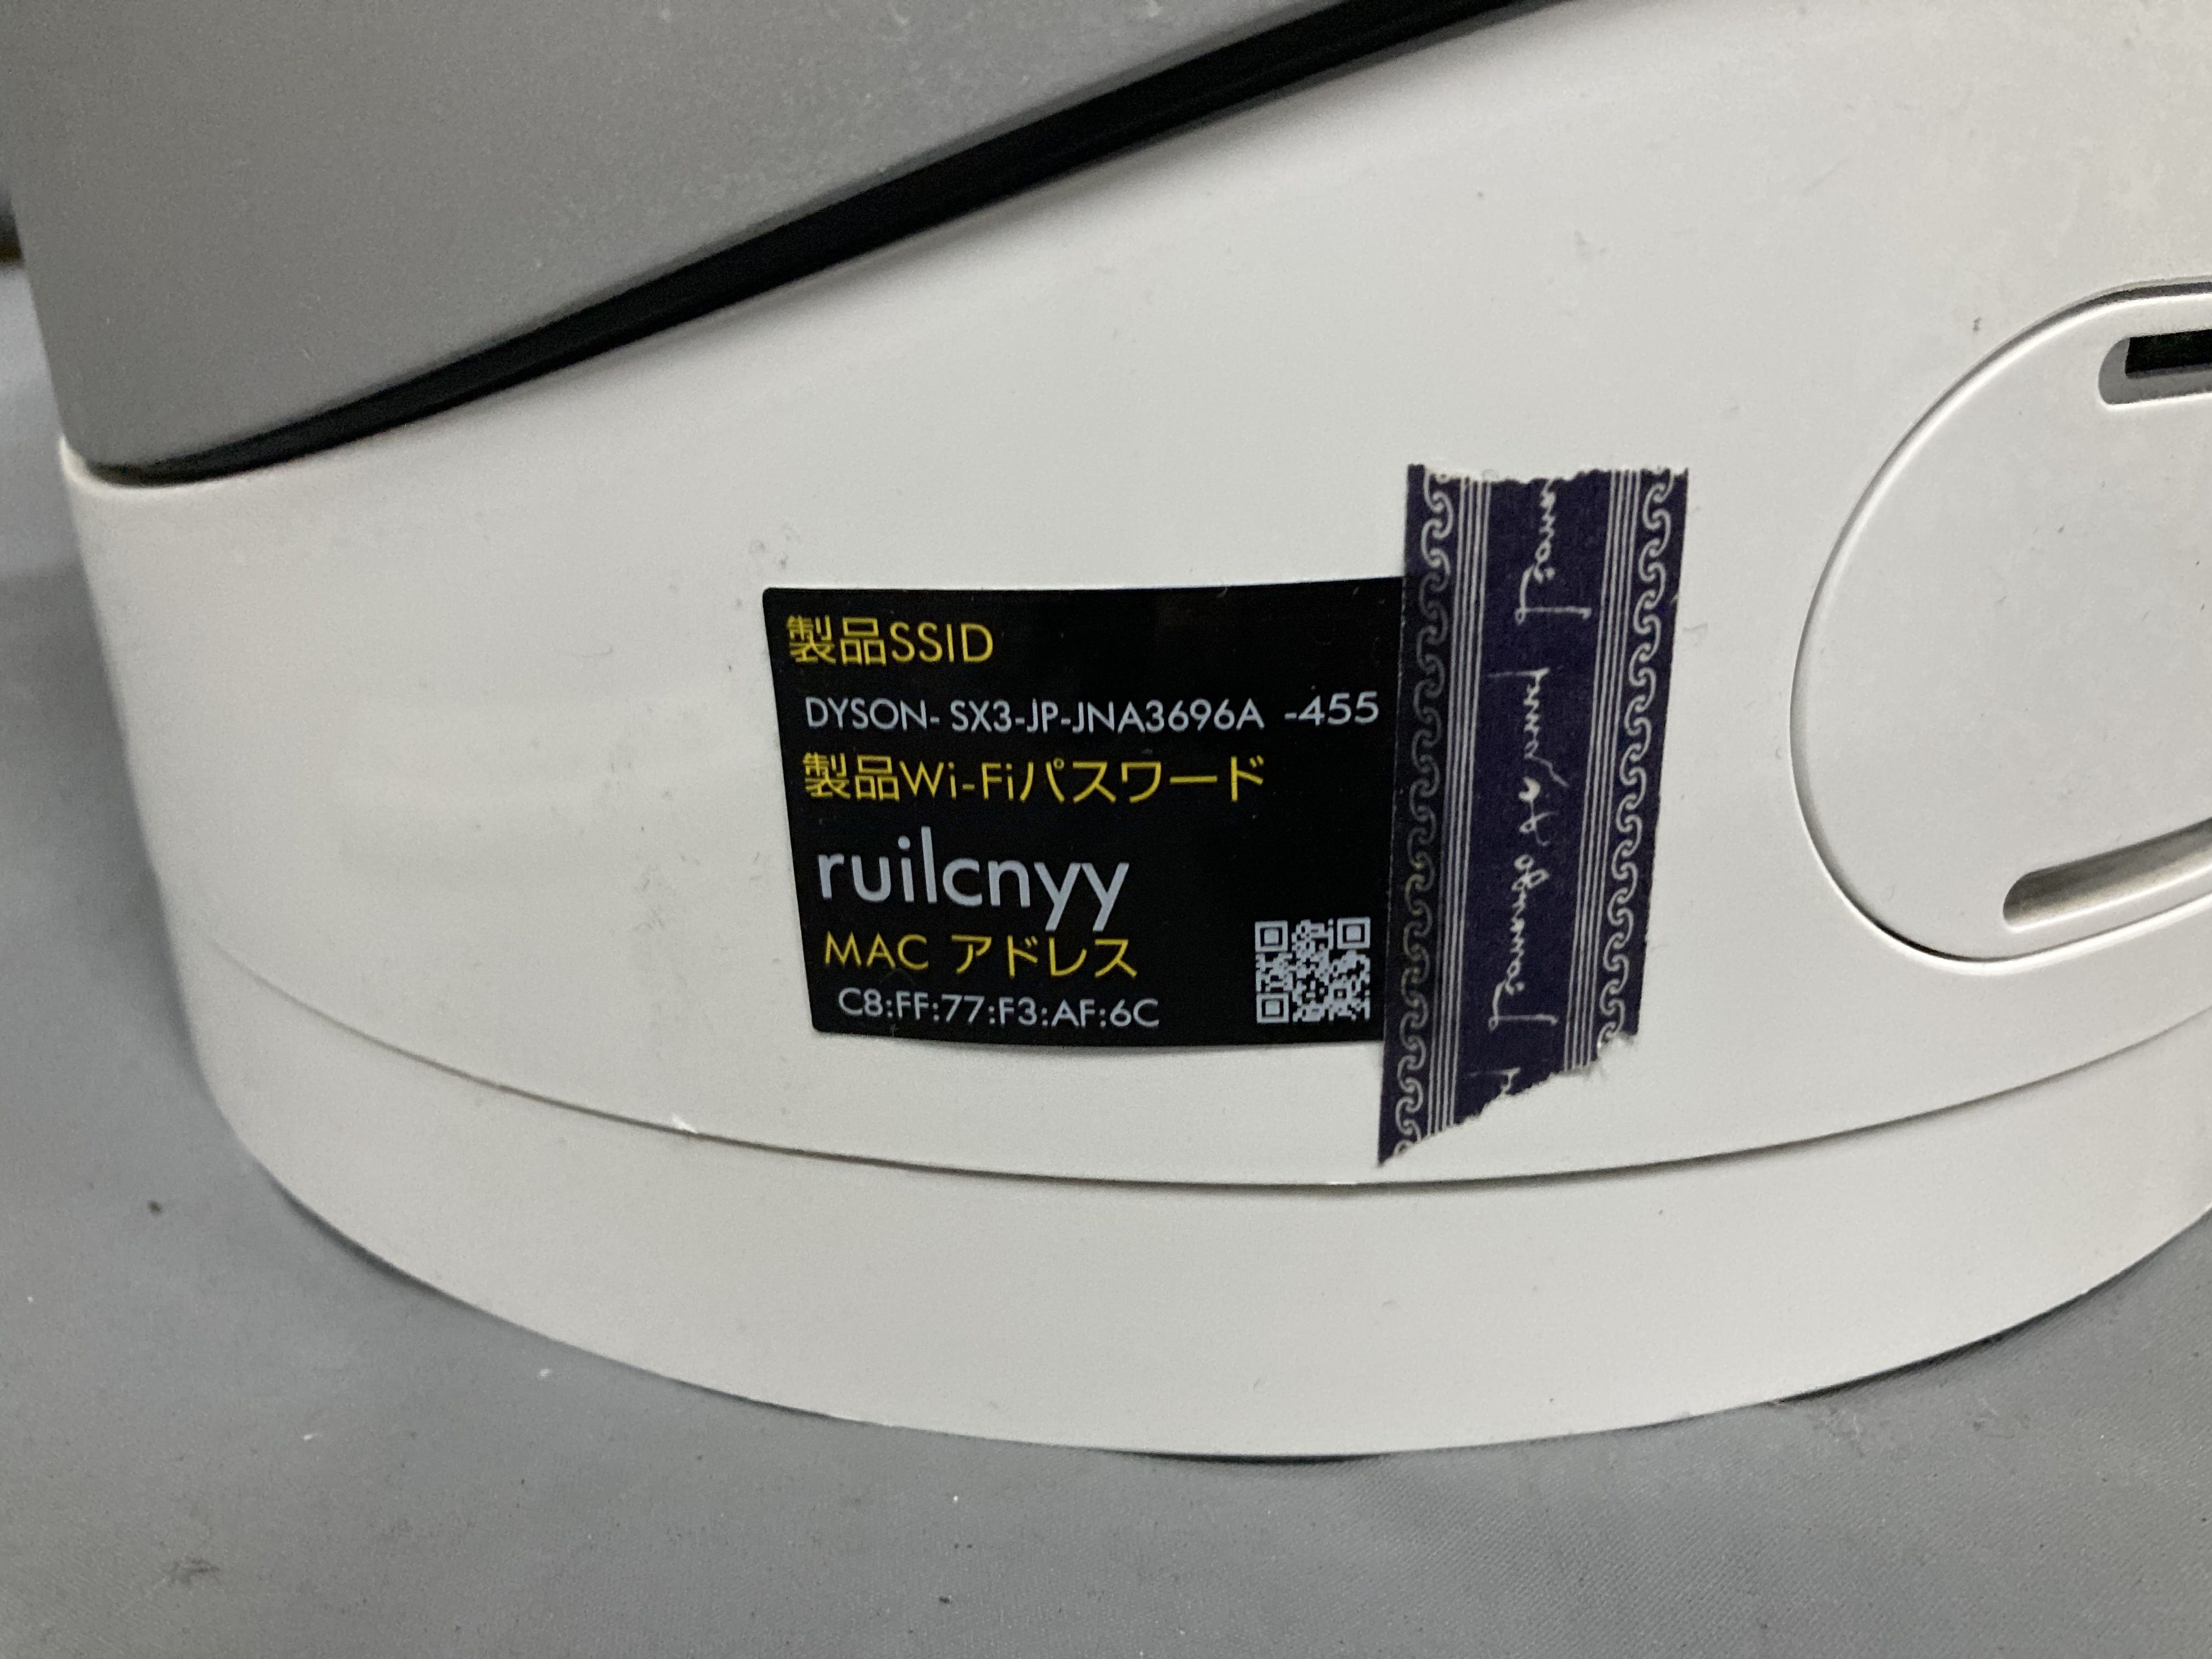 製品SSID
DYSON- SX3-JP-JNA3696A -455
製品Wi-Fiパスワード
ruilcnyy
MAC アドレス
C8:FF:77:F3:AF:6C